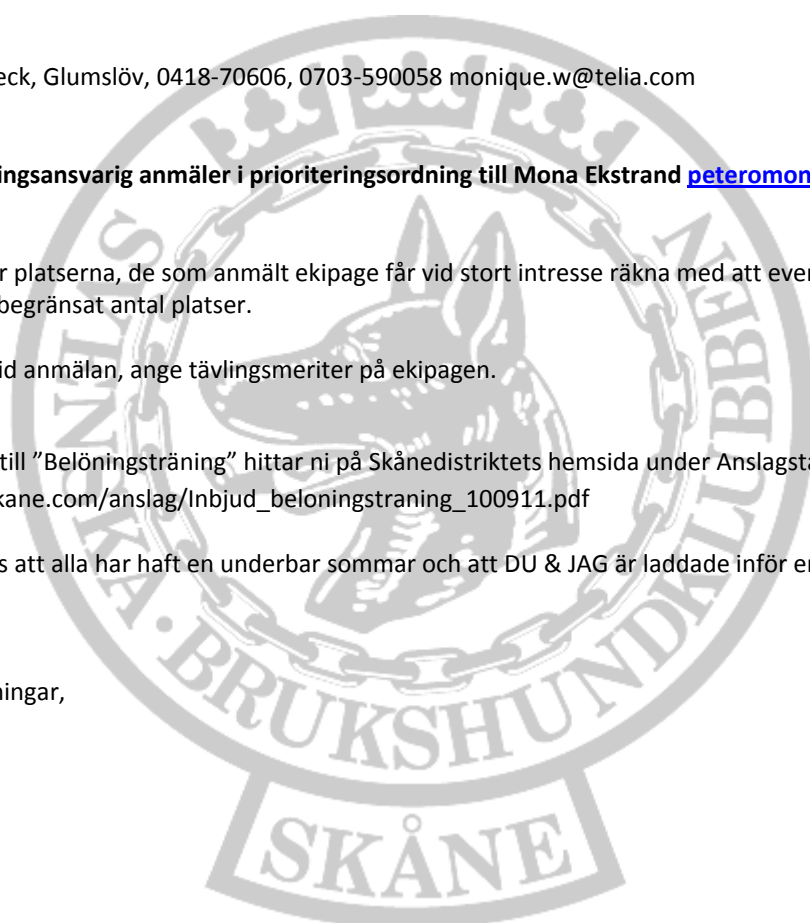 eck, Glumslöv, 0418-70606, 0703-590058 monique.w@telia.com
ingsansvarig anmäler i prioriteringsordning till Mona Ekstrand peteromon
r platserna, de som anmält ekipage får vid stort intresse räkna med att ever
begränsat antal platser.
id anmälan, ange tävlingsmeriter på ekipagen.
till ”Belöningsträning” hittar ni på Skånedistriktets hemsida under Anslagsta
kane.com/anslag/Inbjud_beloningstraning_100911.pdf
s att alla har haft en underbar sommar och att DU & JAG är laddade inför er
ningar,
SVENSKA · BRUKSHUNDKLUBBEN
SKÅNE